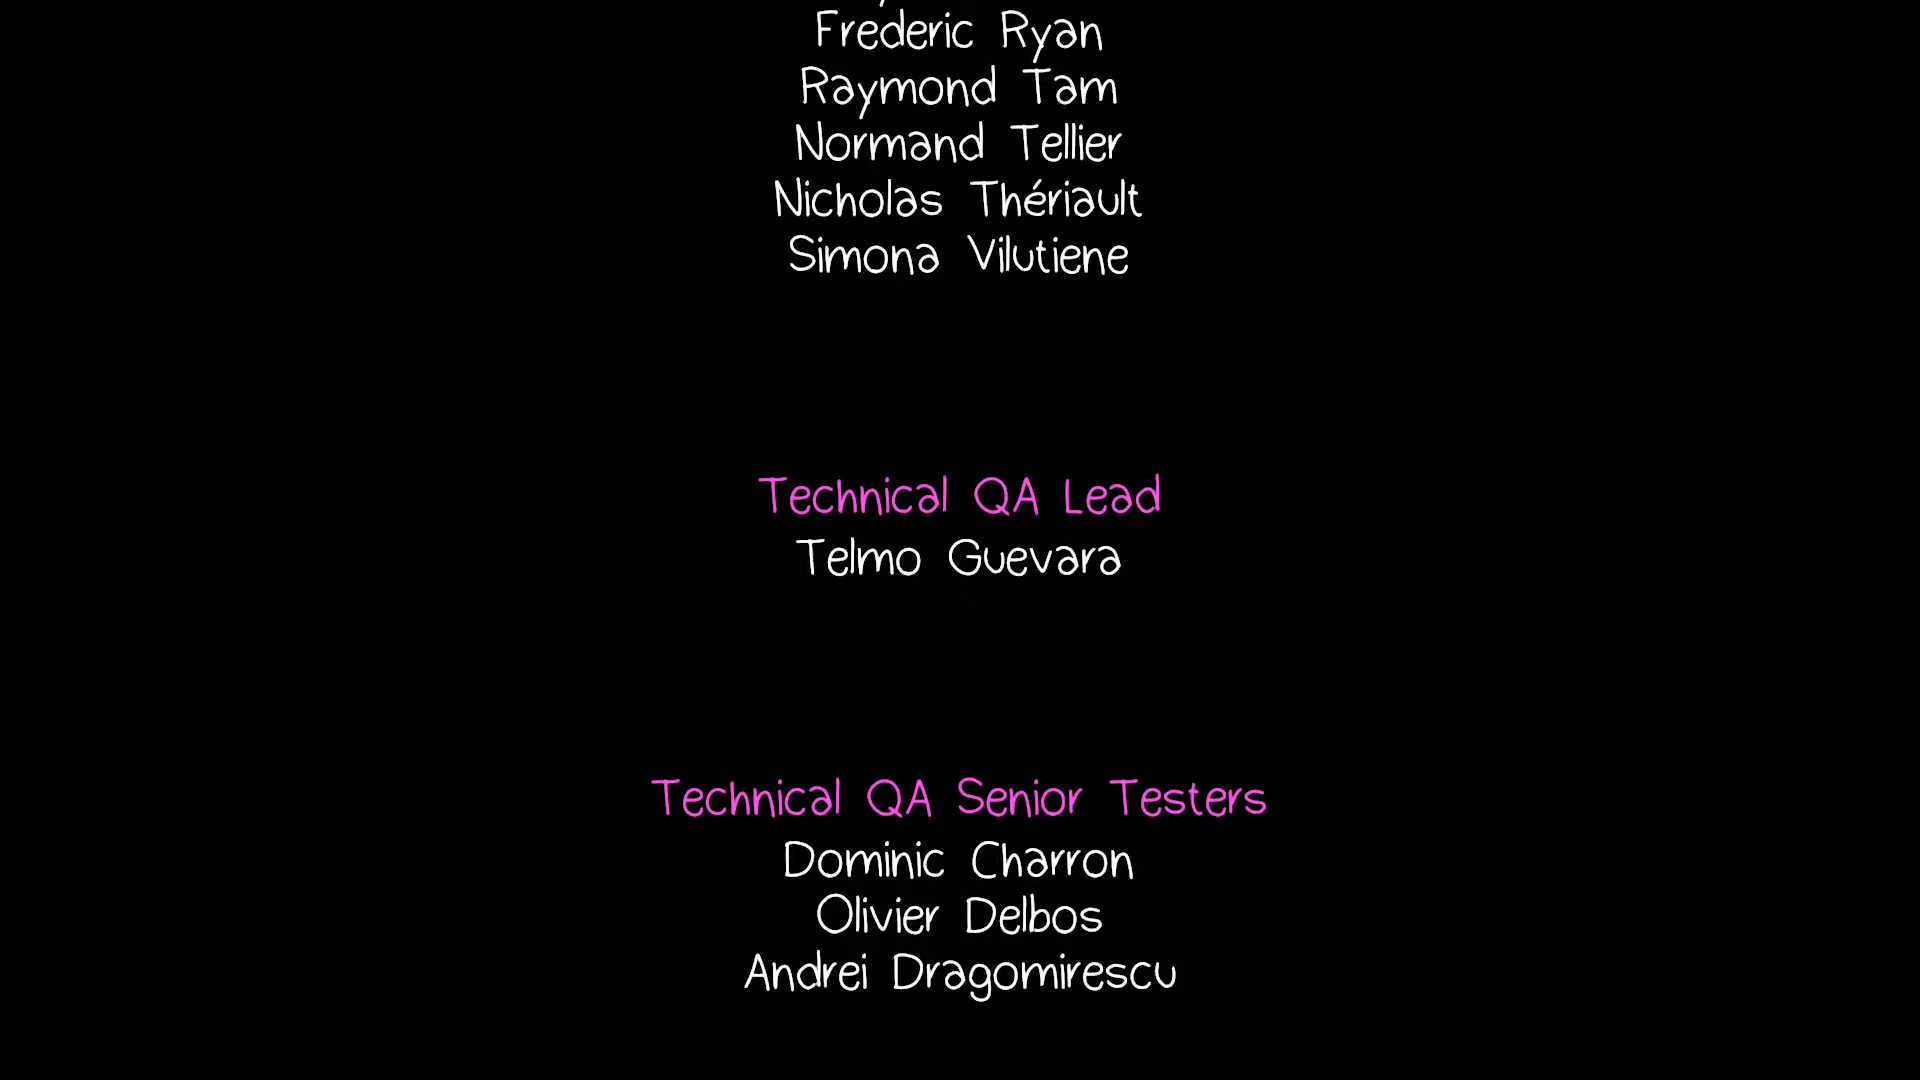 Frederic Ryan
Raymond Tam
Normand Tellier
Nicholas Thériault
Simona Vilutiene
Technical QA Lead
Telmo Guevara
Technical QA Senior Testers
Dominic Charron
Olivier Delbos
Andrei Dragomirescu